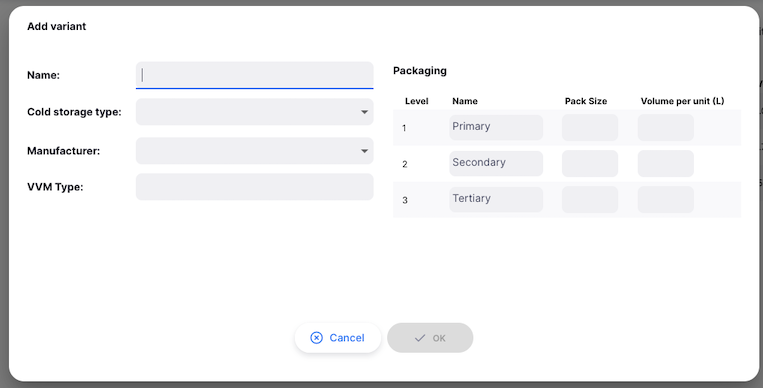 Add variant
Name:
Cold storage type:
Manufacturer:
VVM Type:
Packaging
Level Name Pack Size Volume per unit (L)
1 Primary
2 Secondary
3 Tertiary
Cancel
OK